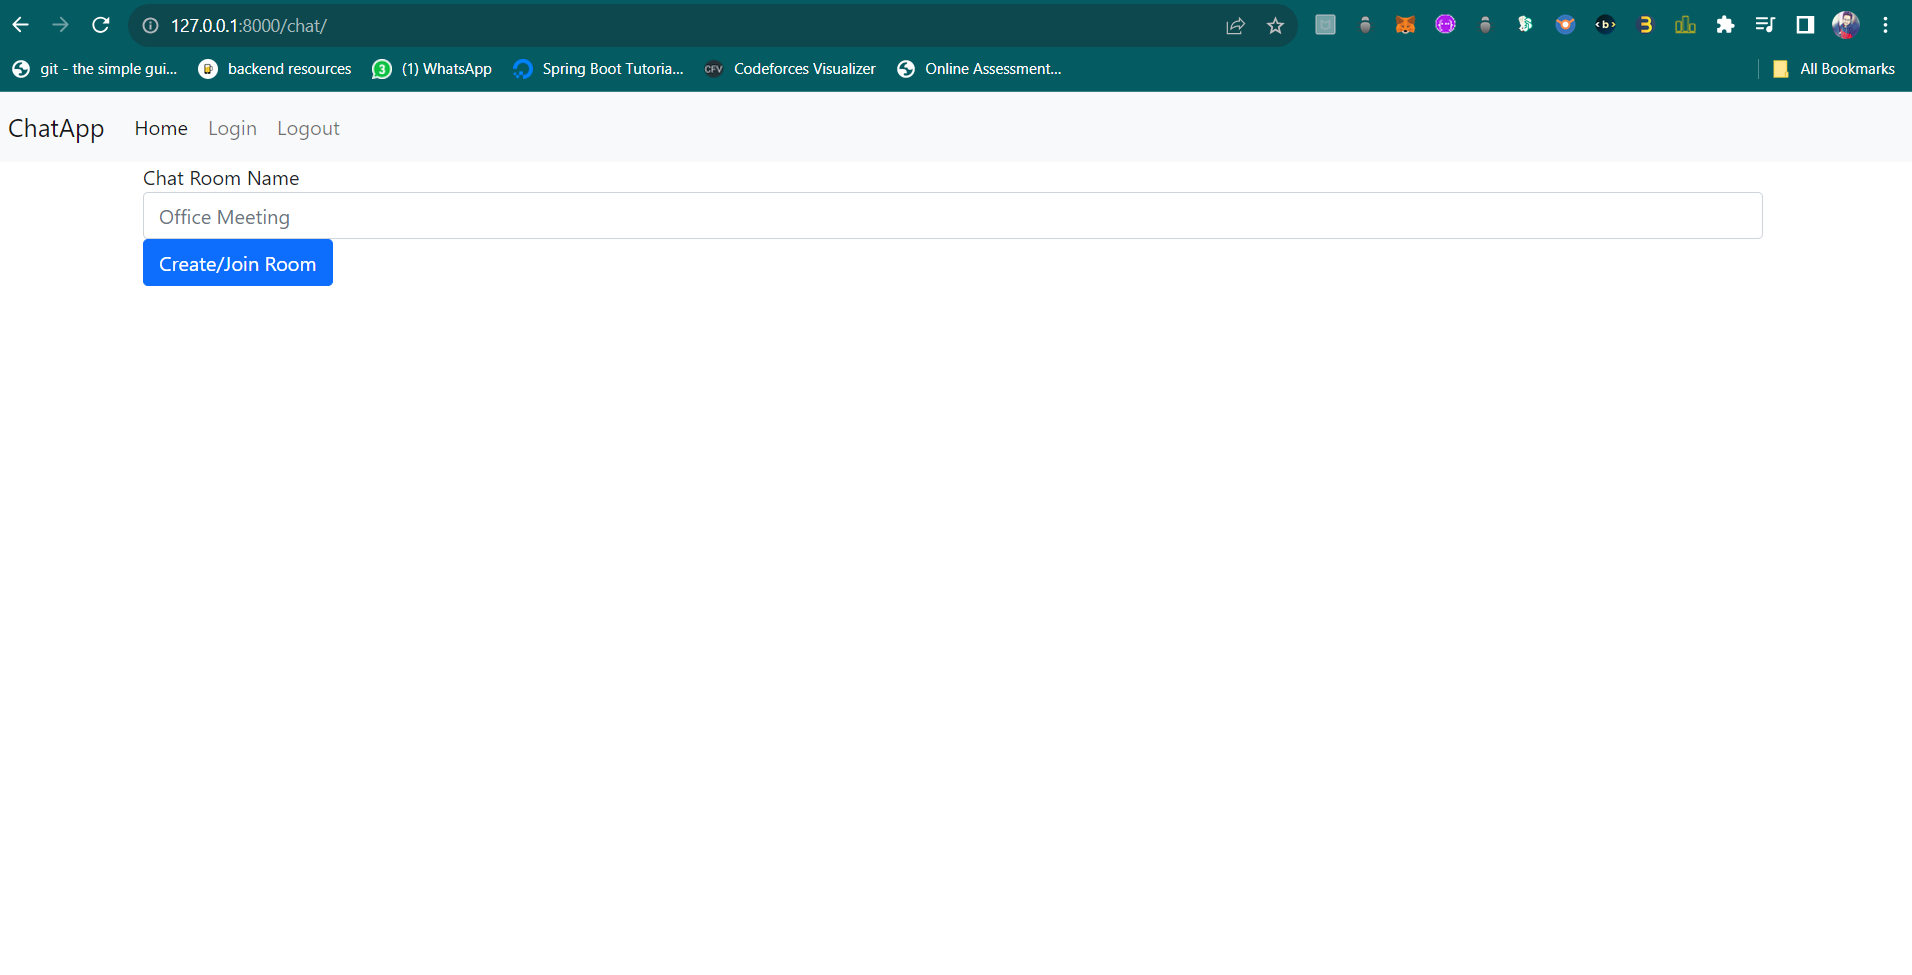 127.0.0.1:8000/chat/
git - the simple gui... backend resources (1) WhatsApp Spring Boot Tutoria... CFV Codeforces Visualizer Online Assessment... All Bookmarks
ChatApp Home Login Logout
Chat Room Name
Office Meeting
Create/Join Room